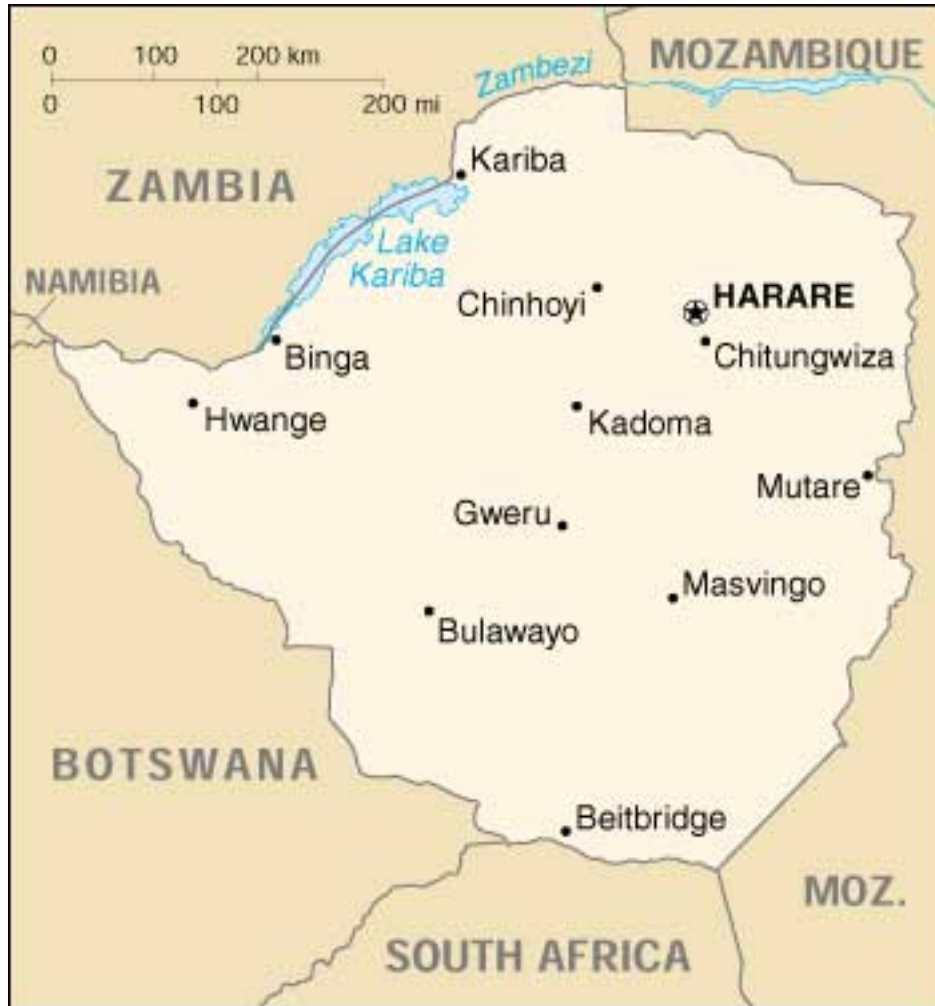 0 100 200 km
0 100 200 mi
Zambezi
MOZAMBIQUE
ZAMBIA
Kariba
Lake
Kariba
NAMIBIA
Chinhoyi
HARARE
Chitungwiza
Binga
Hwange
Kadoma
Mutare
Gweru
Masvingo
Bulawayo
BOTSWANA
Beitbridge
MOZ.
SOUTH AFRICA